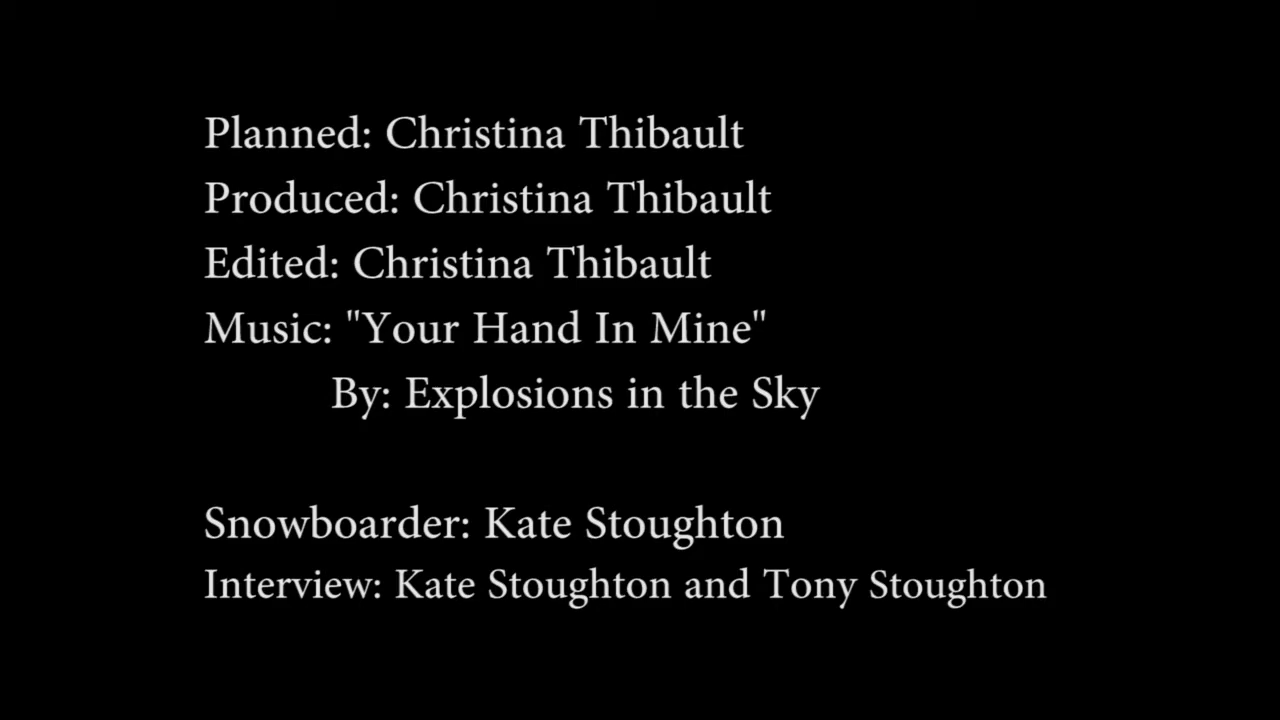 Planned: Christina Thibault
Produced: Christina Thibault
Edited: Christina Thibault
Music: "Your Hand In Mine"
By: Explosions in the Sky
Snowboarder: Kate Stoughton
Interview: Kate Stoughton and Tony Stoughton